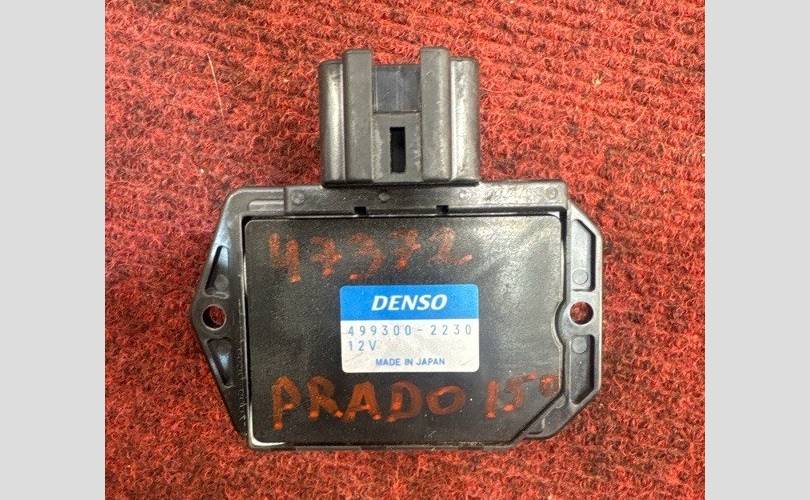 47372
DENSO
499300-2230
12V
MADE IN JAPAN
PRADO 150